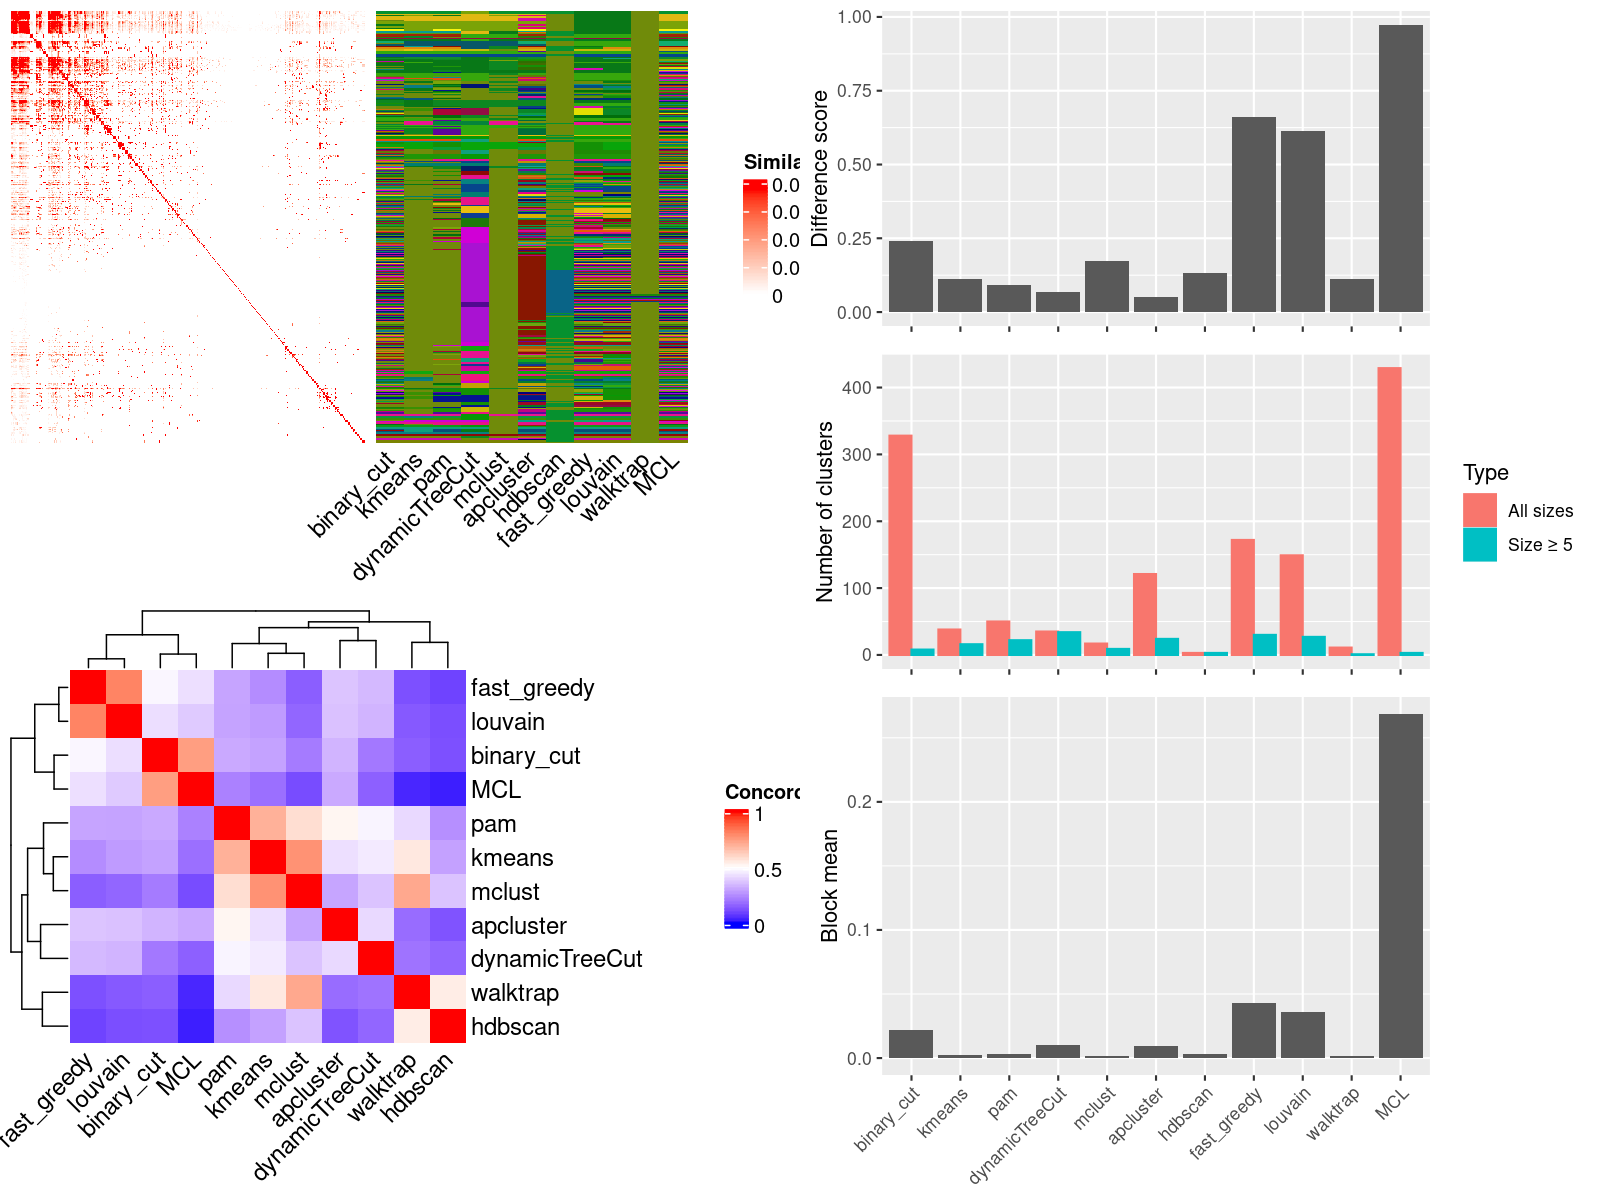 Simila
0.0
0.0
0.0
0.0
0
binary_cut
kmeans
pam
dynamicTreeCut
mclust
apcluster
hdbscan
fast_greedy
louvain
walktrap
MCL
fast_greedy
louvain
binary_cut
MCL
pam
kmeans
mclust
apcluster
dynamicTreeCut
walktrap
hdbscan
Concord
1
0.5
0
fast_greedy
louvain
binary_cut
MCL
pam
kmeans
mclust
apcluster
dynamicTreeCut
walktrap
hdbscan
Difference score
1.00
0.75
0.50
0.25
0.00
Number of clusters
400
300
200
100
0
Type
All sizes
Size ≥ 5
Block mean
0.2
0.1
0.0
binary_cut
kmeans
pam
dynamicTreeCut
mclust
apcluster
hdbscan
fast_greedy
louvain
walktrap
MCL